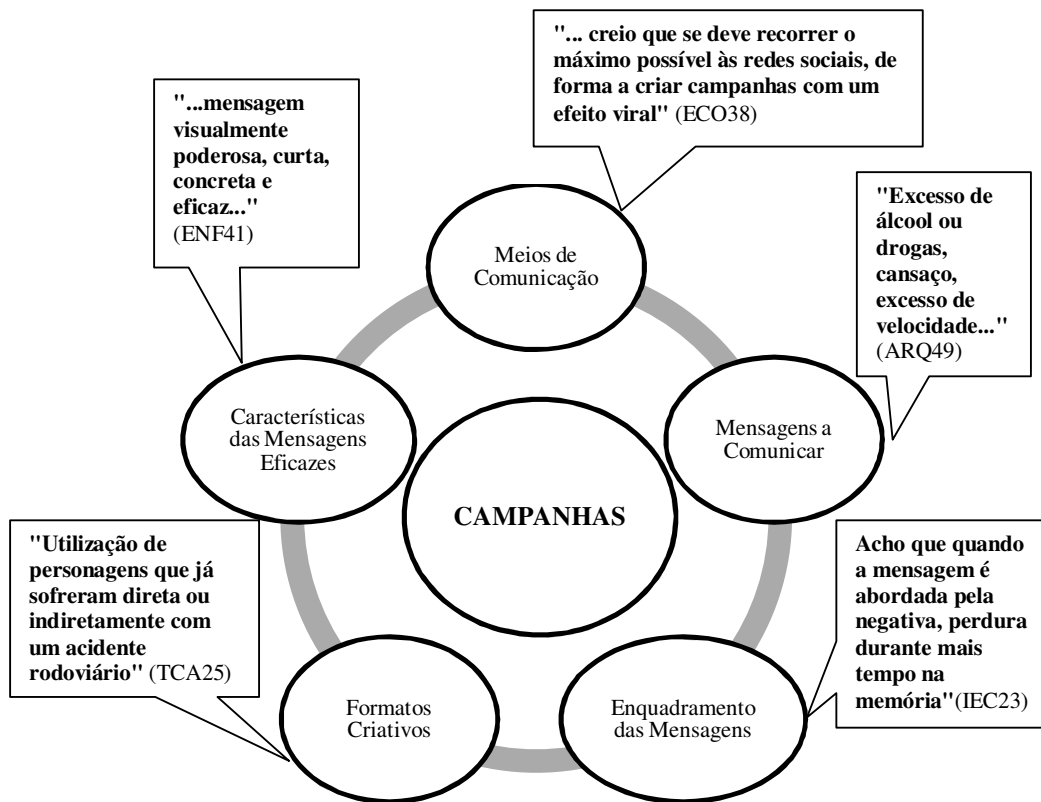 "... creio que se deve recorrer o
máximo possível às redes sociais, de
forma a criar campanhas com um
efeito viral" (ECO38)
"...mensagem
visualmente
poderosa, curta,
concreta e
eficaz..."
(ENF41)
"Excesso de
álcool ou
drogas,
cansaço,
excesso de
velocidade..."
(ARQ49)
Meios de
Comunicação
Características
das Mensagens
Eficazes
Mensagens a
Comunicar
CAMPANHAS
"Utilização de
personagens que já
sofreram direta ou
indiretamente com
um acidente
rodoviário" (TCA25)
Acho que quando
a mensagem é
abordada pela
negativa, perdura
durante mais
tempo na
memória"(IEC23)
Formatos
Criativos
Enquadramento
das Mensagens